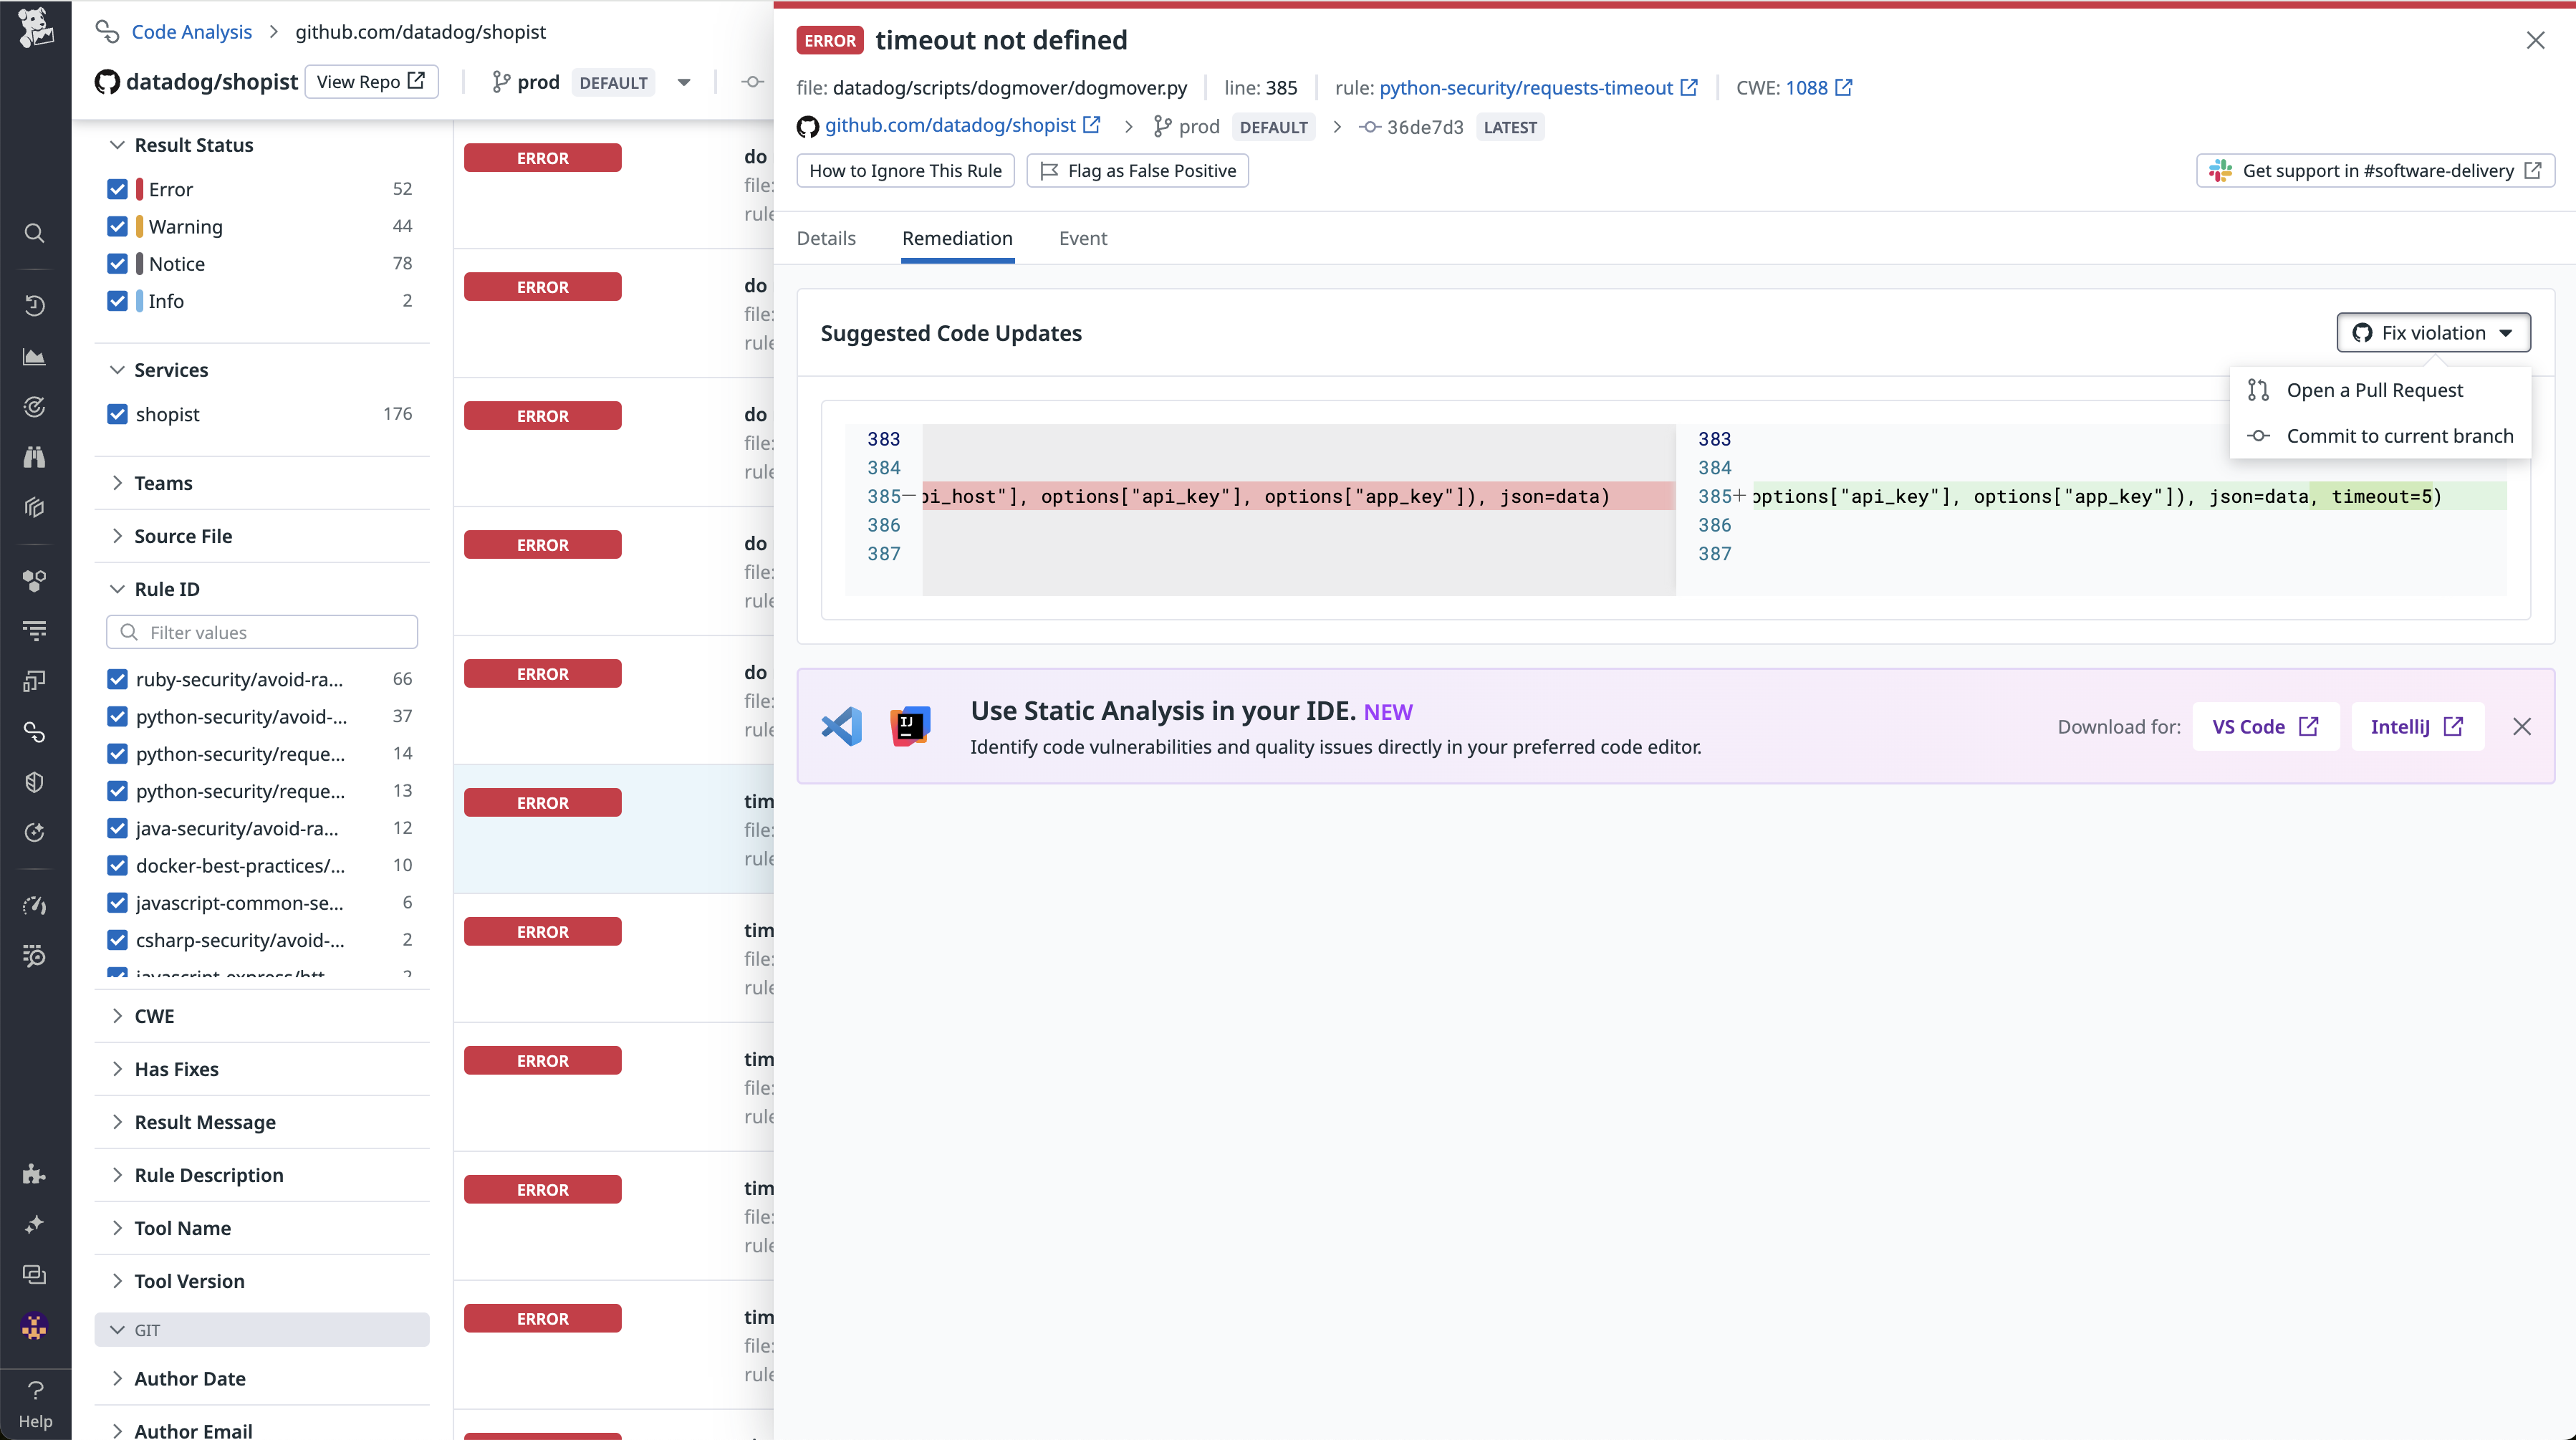 Code Analysis > github.com/datadog/shopist
datadog/shopist View Repo prod DEFAULT
Result Status
Error 52
Warning 44
Notice 78
Info 2
Services
shopist 176
Teams
Source File
Rule ID
Filter values
ruby-security/avoid-ra... 66
python-security/avoid-... 37
python-security/reque... 14
python-security/reque... 13
java-security/avoid-ra... 12
docker-best-practices/... 10
javascript-common-se... 6
csharp-security/avoid-... 2
javascript-express/htt... 2
CWE
Has Fixes
Result Message
Rule Description
Tool Name
Tool Version
GIT
Author Date
Author Email
Help
ERROR do
file:
rule
ERROR do
file:
rule
ERROR do
file:
rule
ERROR do
file:
rule
ERROR do
file:
rule
ERROR tim
file:
rule
ERROR tim
file:
rule
ERROR tim
file:
rule
ERROR tim
file:
rule
ERROR tim
file:
rule
ERROR timeout not defined
file: datadog/scripts/dogmover/dogmover.py line: 385 rule: python-security/requests-timeout CWE: 1088
github.com/datadog/shopist > prod DEFAULT > 36de7d3 LATEST
How to Ignore This Rule Flag as False Positive Get support in #software-delivery
Details Remediation Event
Suggested Code Updates Fix violation
Open a Pull Request
Commit to current branch
383 383
384 384
385— pi_host"], options["api_key"], options["app_key"]), json=data) 385+ options["api_key"], options["app_key"]), json=data, timeout=5)
386 386
387 387
IJ
Use Static Analysis in your IDE. NEW
Identify code vulnerabilities and quality issues directly in your preferred code editor.
Download for: VS Code IntelliJ